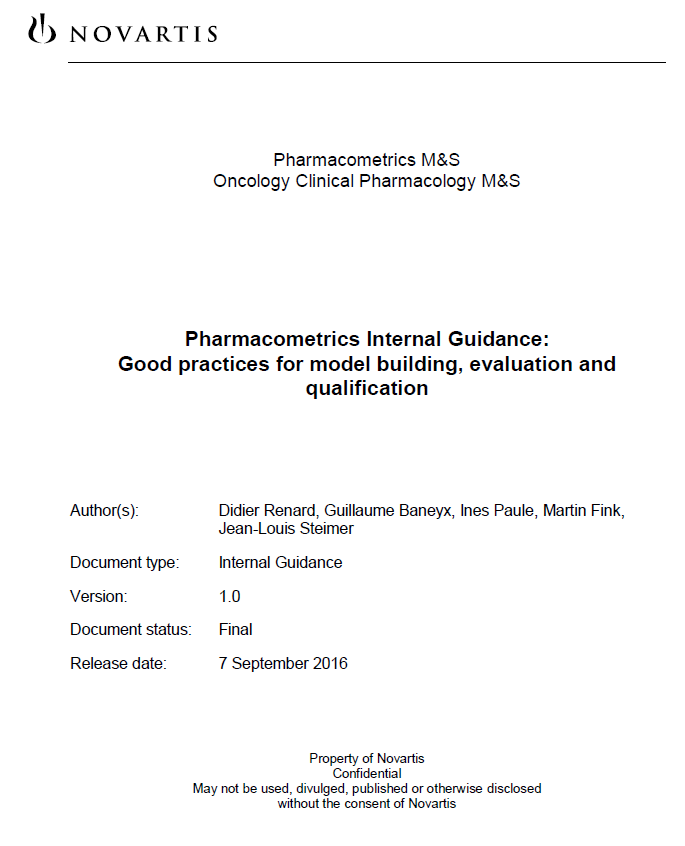 NOVARTIS
Pharmacometrics M&S
Oncology Clinical Pharmacology M&S
Pharmacometrics Internal Guidance:
Good practices for model building, evaluation and
qualification
Author(s): Didier Renard, Guillaume Baneyx, Ines Paule, Martin Fink,
Jean-Louis Steimer
Document type: Internal Guidance
Version: 1.0
Document status: Final
Release date: 7 September 2016
Property of Novartis
Confidential
May not be used, divulged, published or otherwise disclosed
without the consent of Novartis